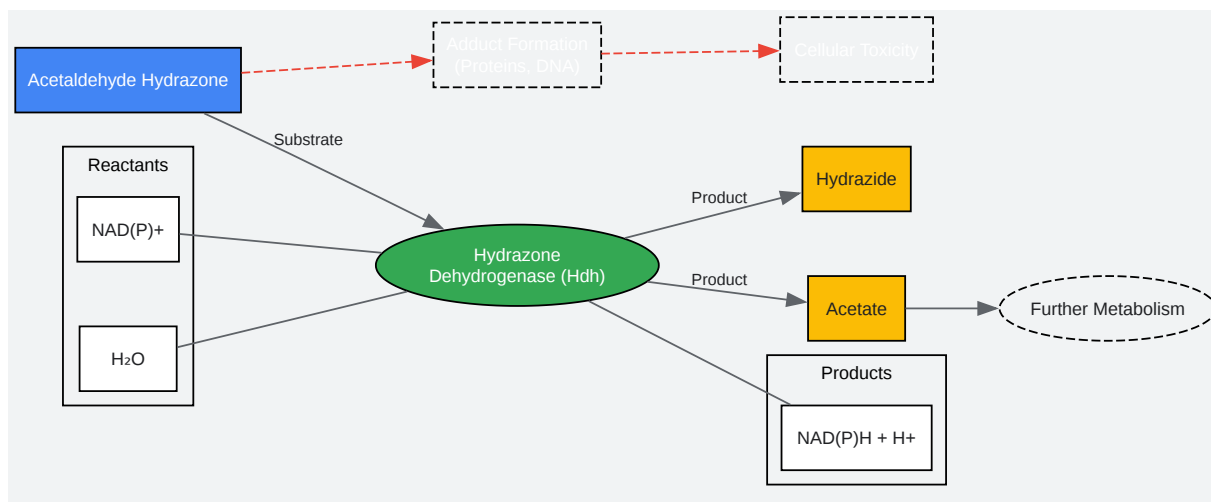 Acetaldehyde Hydrazone
Adduct Formation
(Proteins, DNA)
Cellular Toxicity
Substrate
Reactants
NAD(P)+
H₂O
Hydrazone
Dehydrogenase (Hdh)
Product
Hydrazide
Product
Acetate
Further Metabolism
Products
NAD(P)H + H+